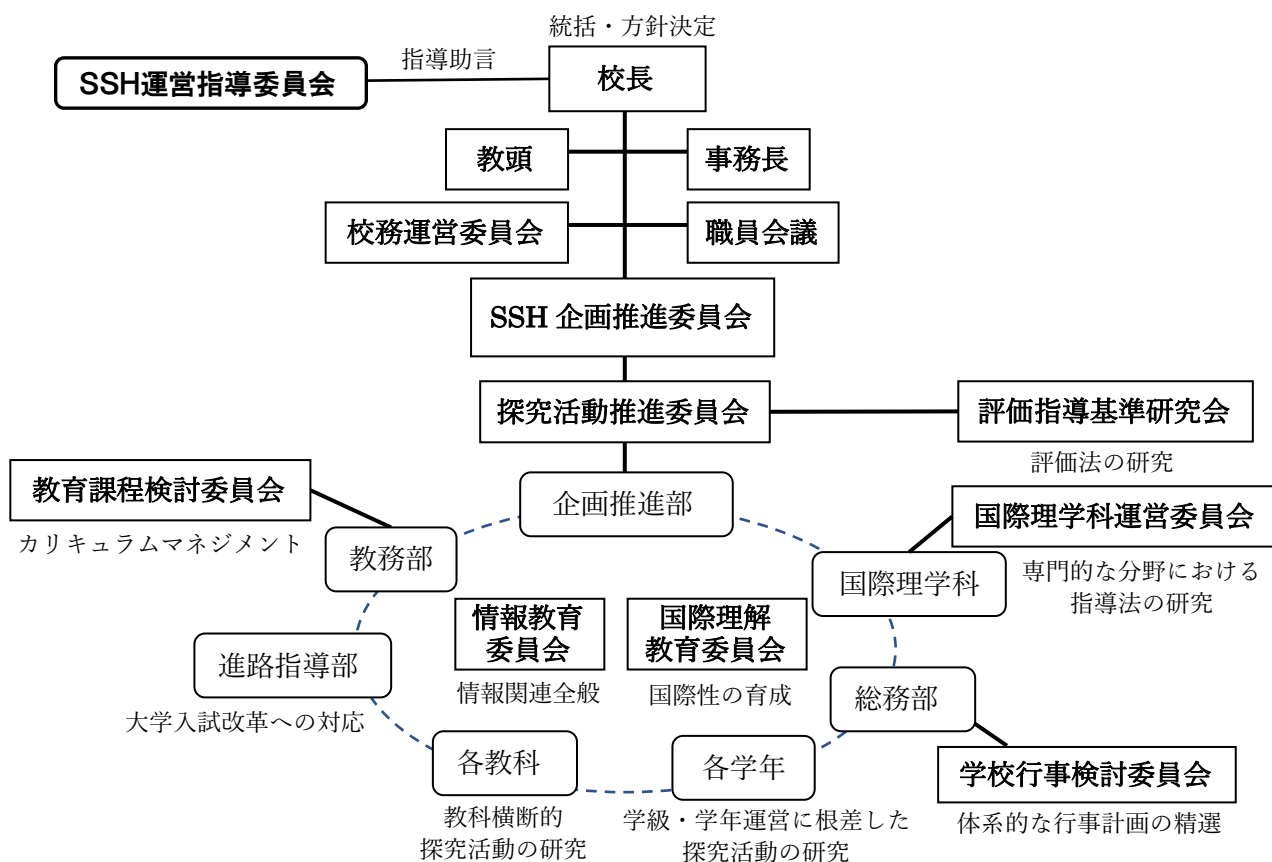 統括・方針決定
指導助言
SSH運営指導委員会
校長
教頭
事務長
校務運営委員会
職員会議
SSH 企画推進委員会
探究活動推進委員会
評価指導基準研究会
評価法の研究
教育課程検討委員会
カリキュラムマネジメント
企画推進部
国際理学科運営委員会
専門的な分野における
指導法の研究
教務部
国際理学科
情報教育
委員会
情報関連全般
国際理解
教育委員会
国際性の育成
進路指導部
大学入試改革への対応
総務部
各教科
教科横断的
探究活動の研究
各学年
学級・学年運営に根差した
探究活動の研究
学校行事検討委員会
体系的な行事計画の精選